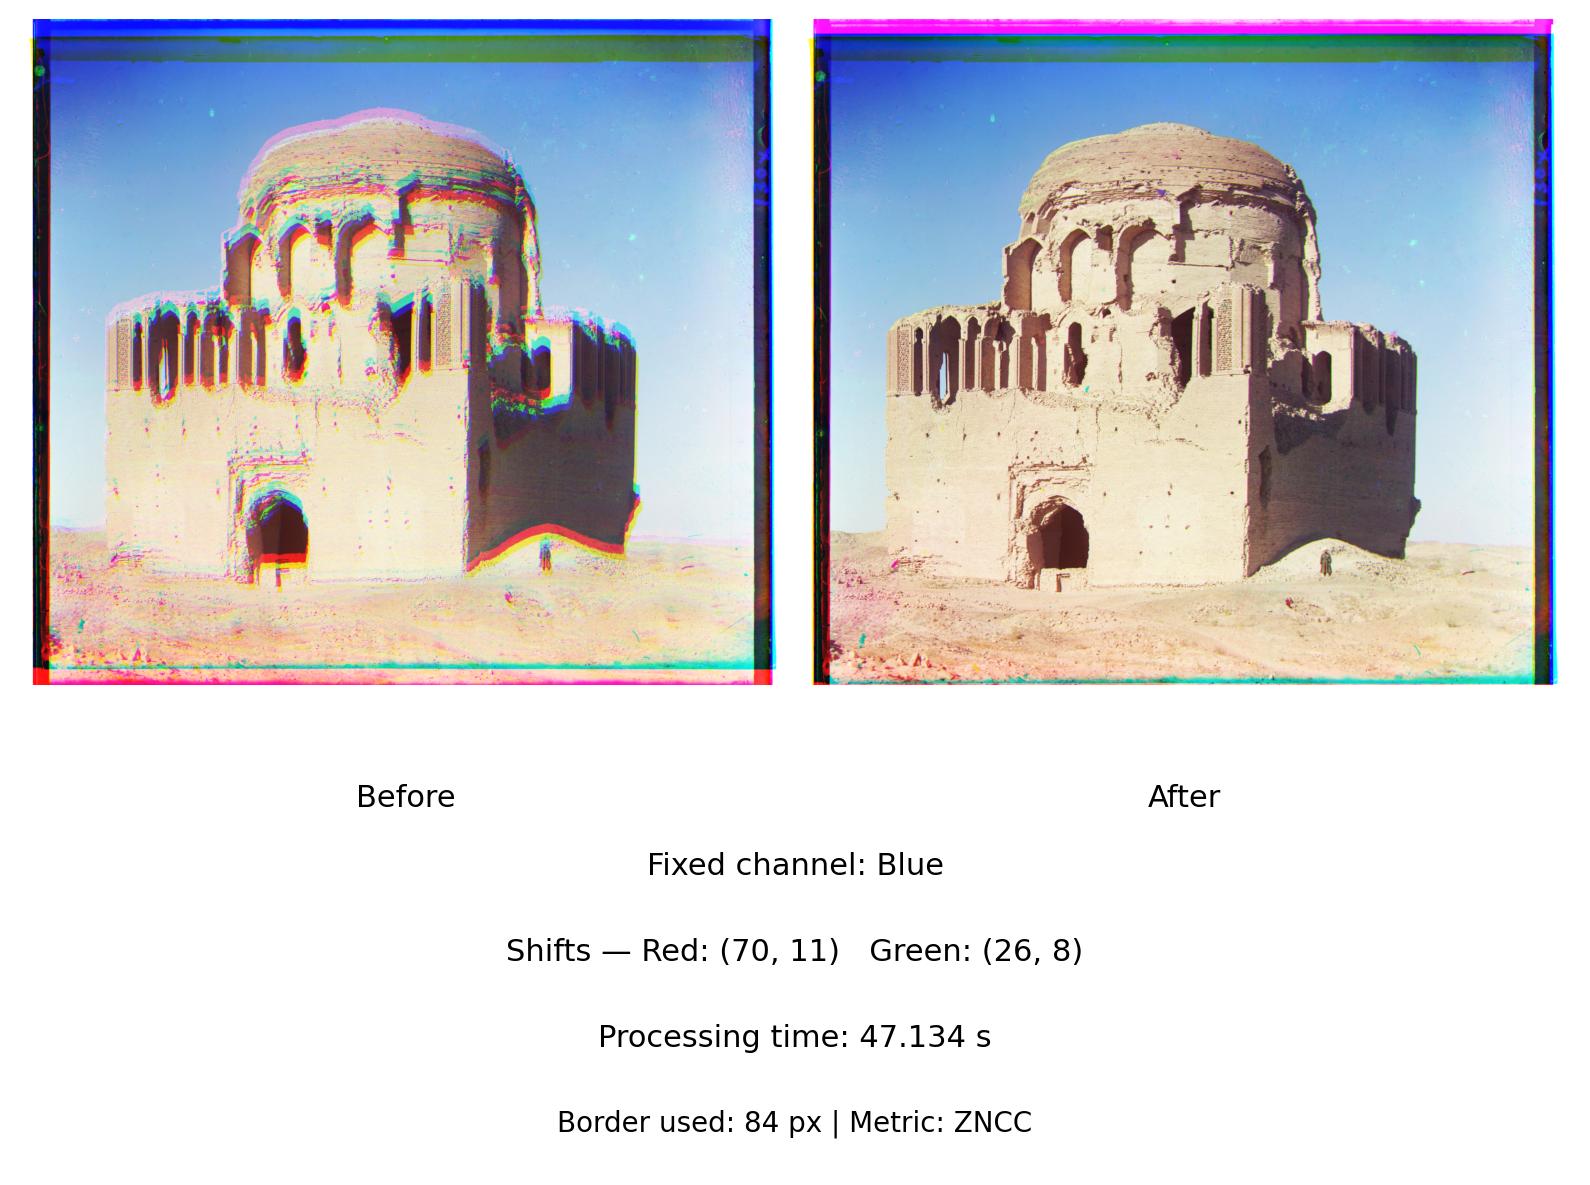 Before
After
Fixed channel: Blue
Shifts — Red: (70, 11)   Green: (26, 8)
Processing time: 47.134 s
Border used: 84 px | Metric: ZNCC